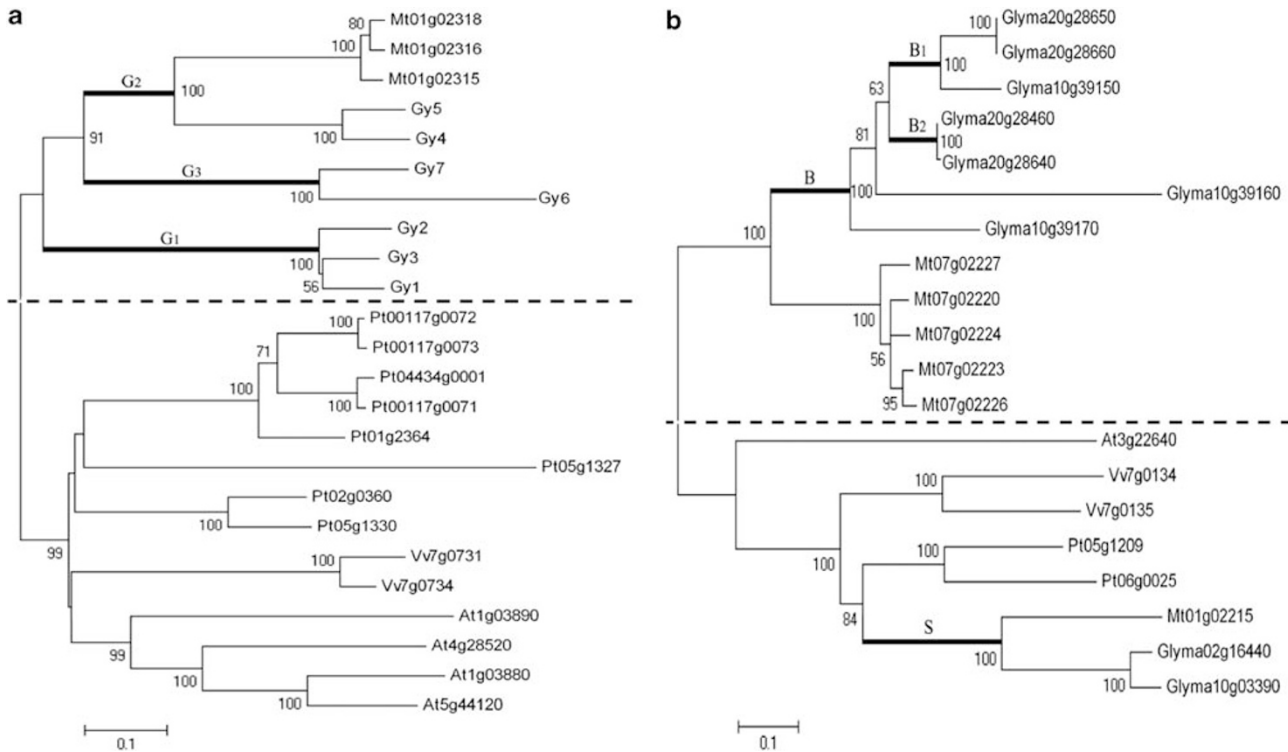 a
80
Mt01g02318
100
Mt01g02316
Mt01g02315
G2
100
Gy5
100
Gy4
91
Gy7
G3
100
Gy6
Gy2
G1
100
Gy3
56
Gy1
100
Pt00117g0072
Pt00117g0073
71
Pt04434g0001
100
100
Pt00117g0071
Pt01g2364
Pt05g1327
Pt02g0360
100
Pt05g1330
99
100
Vv7g0731
Vv7g0734
At1g03890
99
At4g28520
100
At1g03880
100
At5g44120
0.1
b
100
Glyma20g28650
B1
Glyma20g28660
100
63
Glyma10g39150
B2
Glyma20g28460
81
100
Glyma20g28640
B
100
Glyma10g39160
100
Glyma10g39170
Mt07g02227
Mt07g02220
100
Mt07g02224
56
Mt07g02223
95
Mt07g02226
At3g22640
100
Vv7g0134
Vv7g0135
100
100
Pt05g1209
Pt06g0025
84
S
Mt01g02215
100
Glyma02g16440
100
Glyma10g03390
0.1